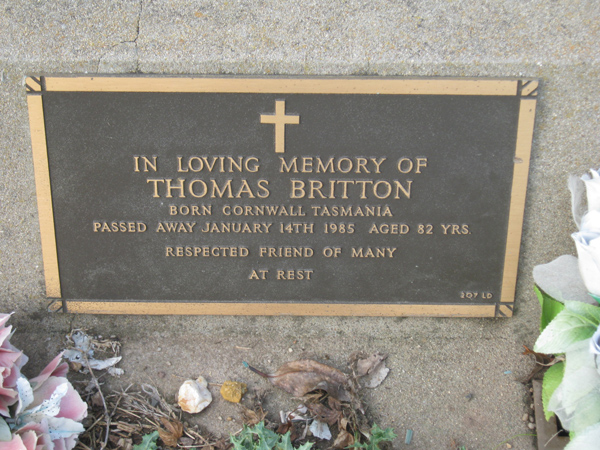 IN LOVING MEMORY OF
THOMAS BRITTON
BORN CORNWALL TASMANIA
PASSED AWAY JANUARY 14TH 1985 AGED 82 YRS.
RESPECTED FRIEND OF MANY
AT REST